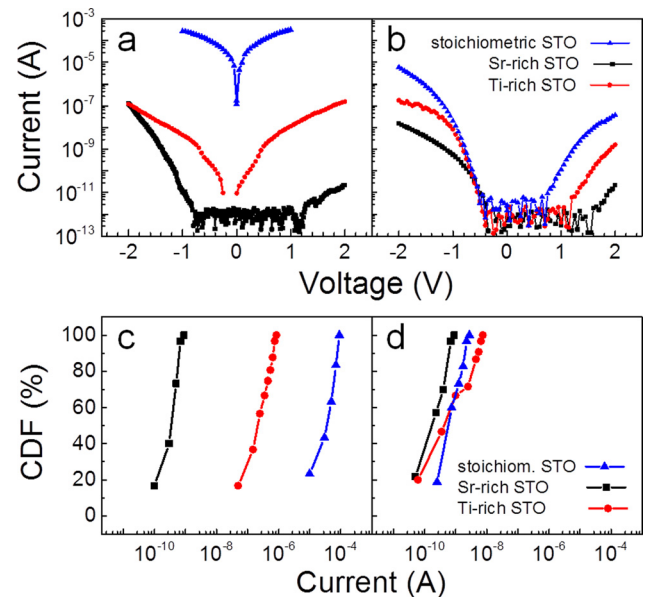 a
b
Current (A)
10⁻³
10⁻⁵
10⁻⁷
10⁻⁹
10⁻¹¹
10⁻¹³
stoichiometric STO
Sr-rich STO
Ti-rich STO
-2 -1 0 1 2 -2 -1 0 1 2
Voltage (V)
c
d
CDF (%)
100
80
60
40
20
0
stoichiom. STO
Sr-rich STO
Ti-rich STO
10⁻¹⁰ 10⁻⁸ 10⁻⁶ 10⁻⁴ 10⁻¹⁰ 10⁻⁸ 10⁻⁶ 10⁻⁴
Current (A)